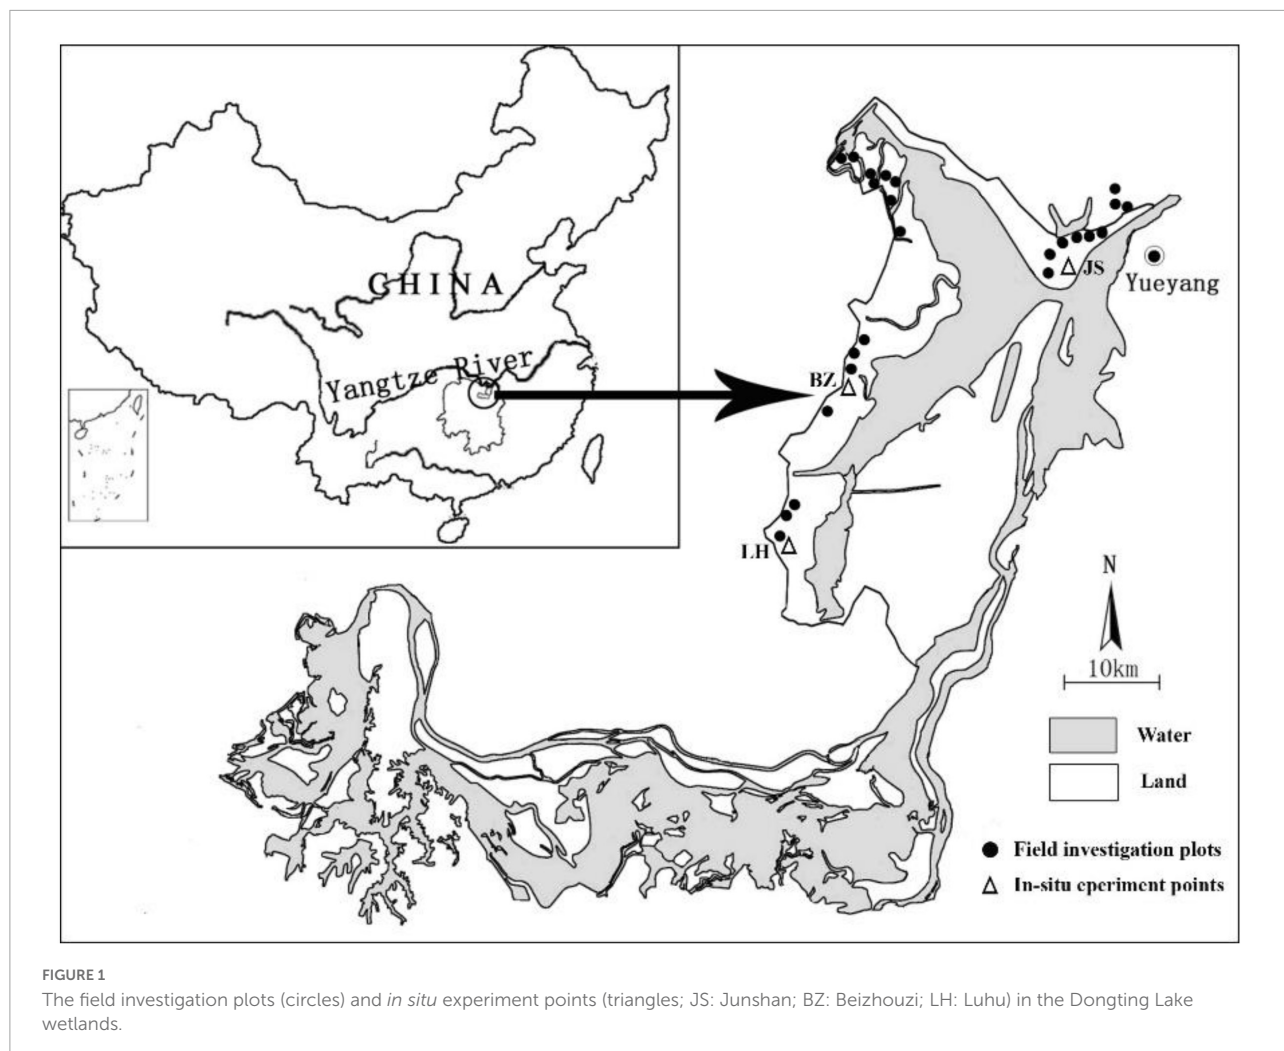 CHINA
Yangtze River
JS
Yueyang
BZ
LH
N
10km
Water
Land
Field investigation plots
In-situ eperiment points
FIGURE 1
The field investigation plots (circles) and in situ experiment points (triangles; JS: Junshan; BZ: Beizhouzi; LH: Luhu) in the Dongting Lake
wetlands.